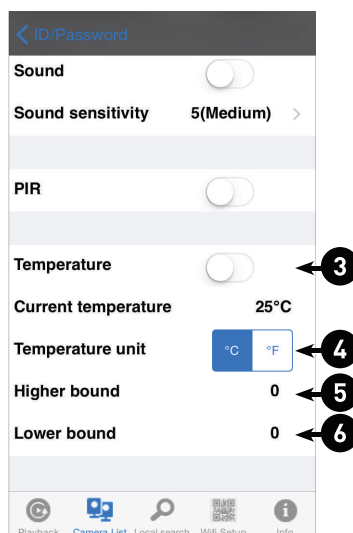 ID/Password
Sound
Sound sensitivity 5(Medium)
PIR
Temperature 3
Current temperature 25°C
Temperature unit °C °F 4
Higher bound 0 5
Lower bound 0 6
Playback Camera List Local search Wifi Setup Info